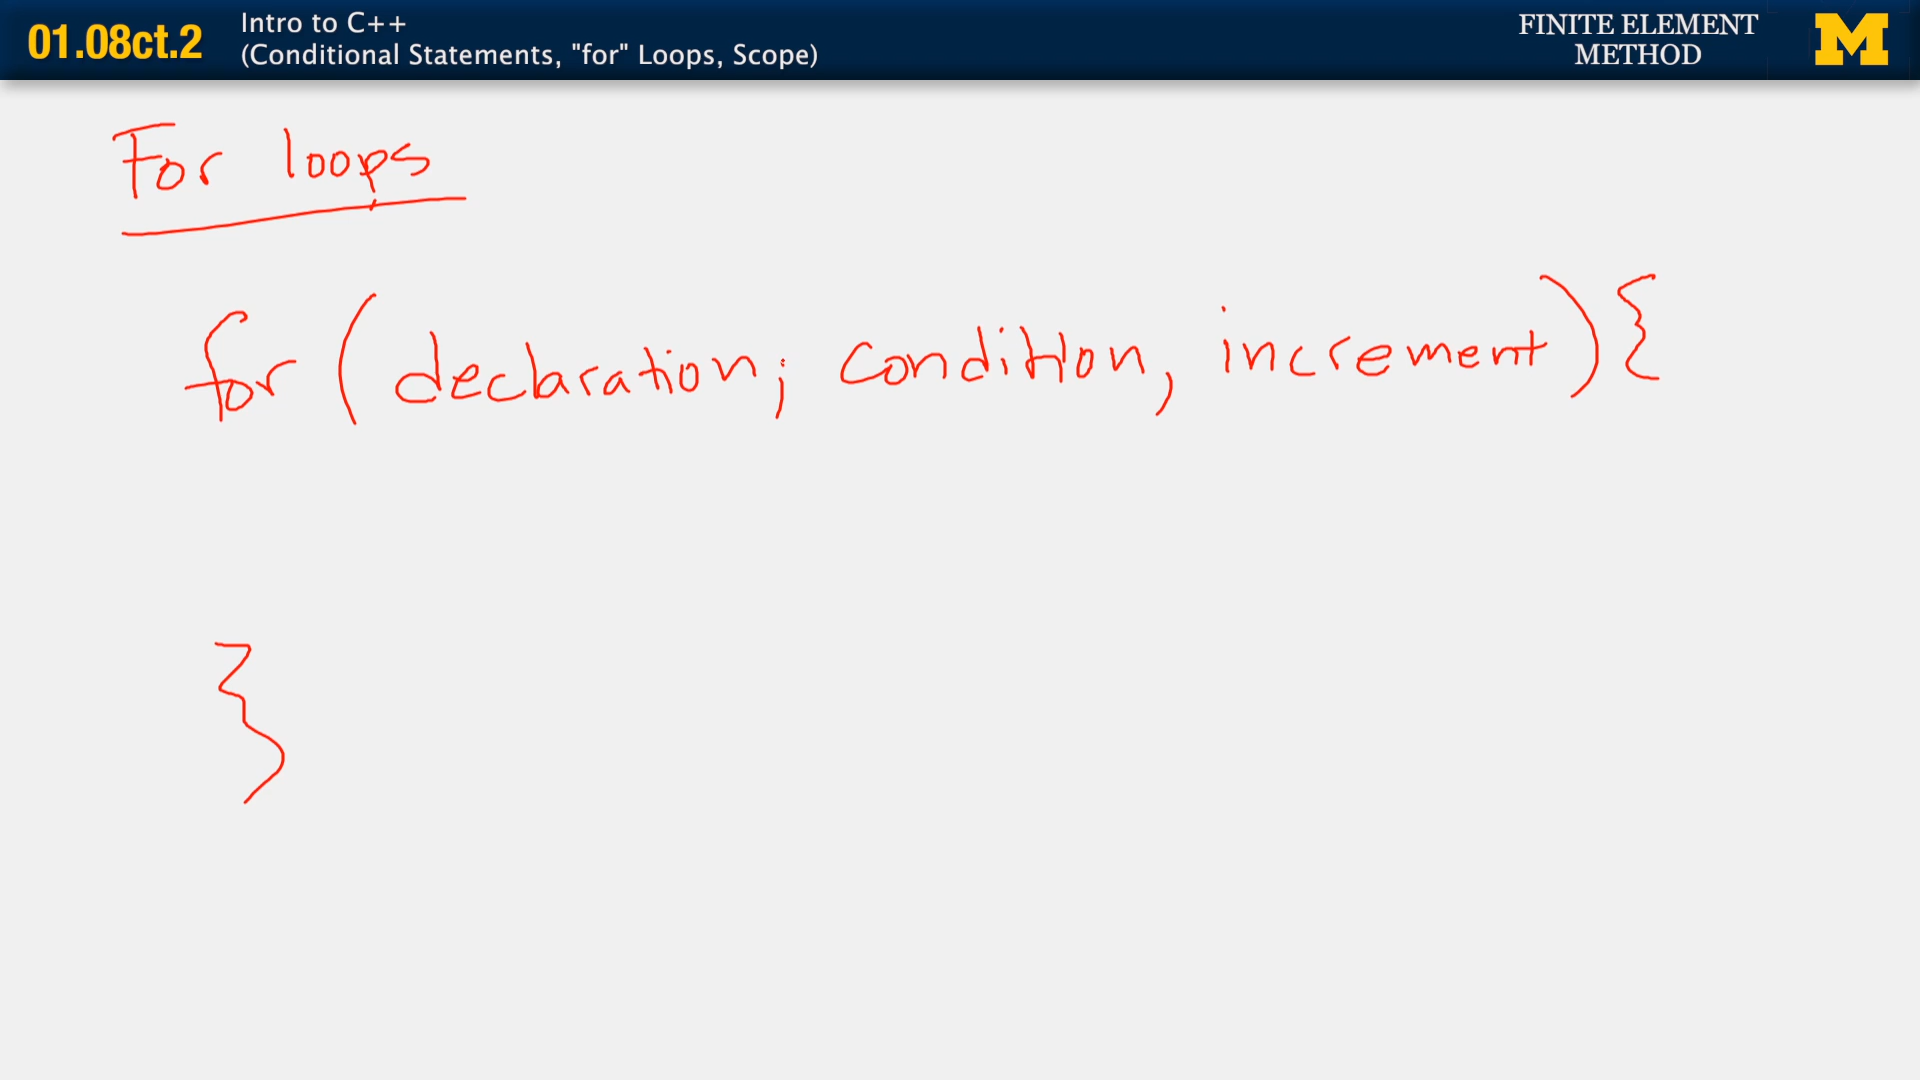 01.08ct.2
Intro to C++
(Conditional Statements, "for" Loops, Scope)
FINITE ELEMENT
METHOD
M
For loops
for (declaration; condition, increment){
}